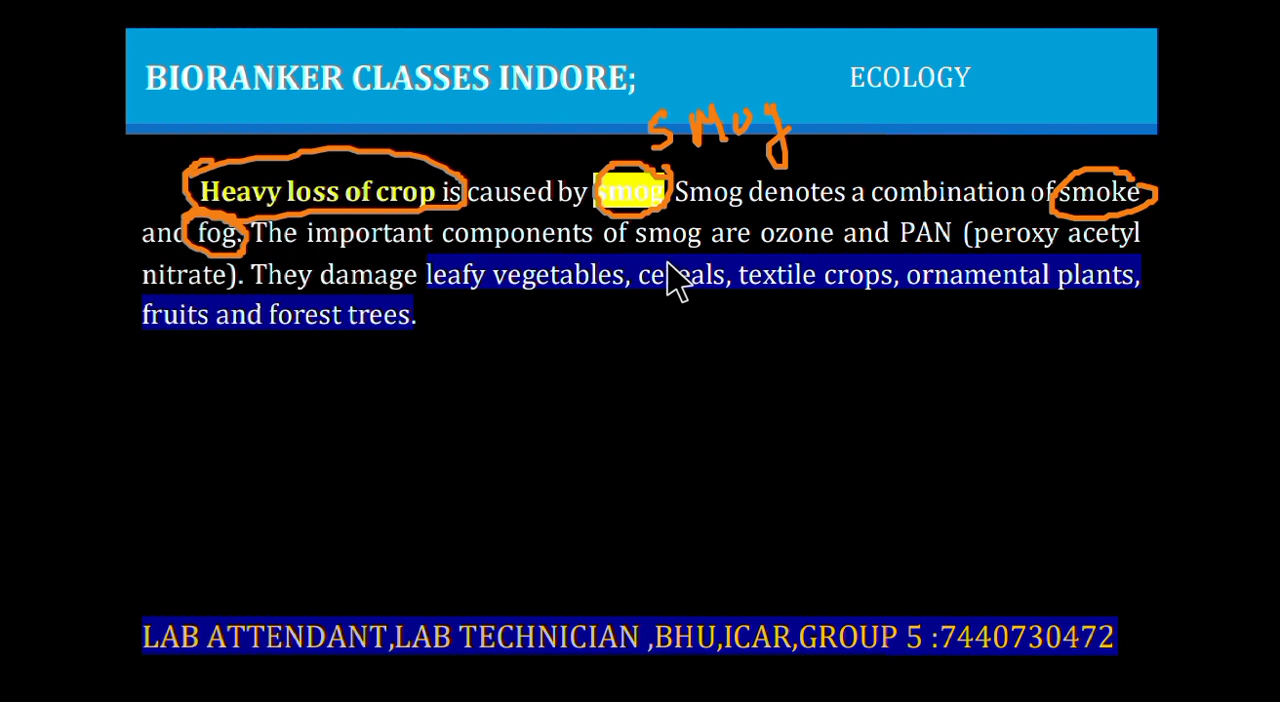 BIORANKER CLASSES INDORE; ECOLOGY
smog
Heavy loss of crop is caused by smog. Smog denotes a combination of smoke
and fog. The important components of smog are ozone and PAN (peroxy acetyl
nitrate). They damage leafy vegetables, cereals, textile crops, ornamental plants,
fruits and forest trees.
LAB ATTENDANT,LAB TECHNICIAN ,BHU,ICAR,GROUP 5 :7440730472